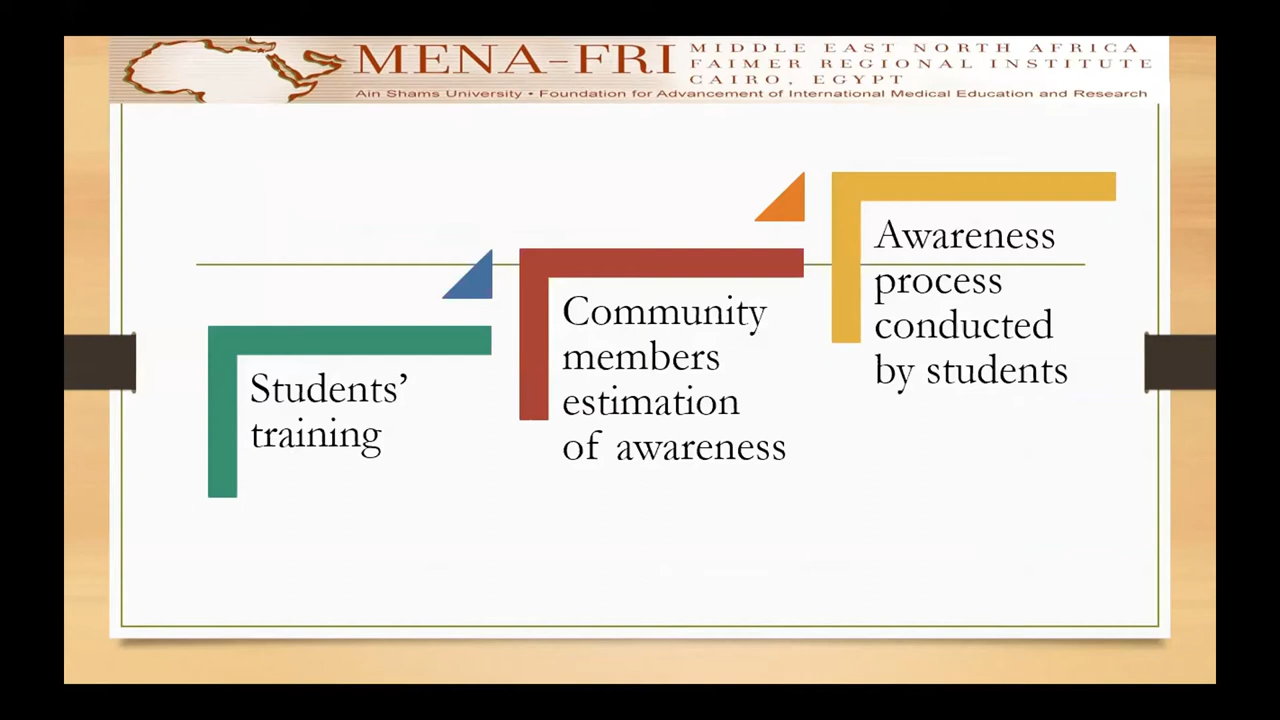 MENA-FRI
MIDDLE EAST NORTH AFRICA
FAIMER REGIONAL INSTITUTE
CAIRO, EGYPT
Ain Shams University • Foundation for Advancement of International Medical Education and Research
Students’
training
Community
members
estimation
of awareness
Awareness
process
conducted
by students